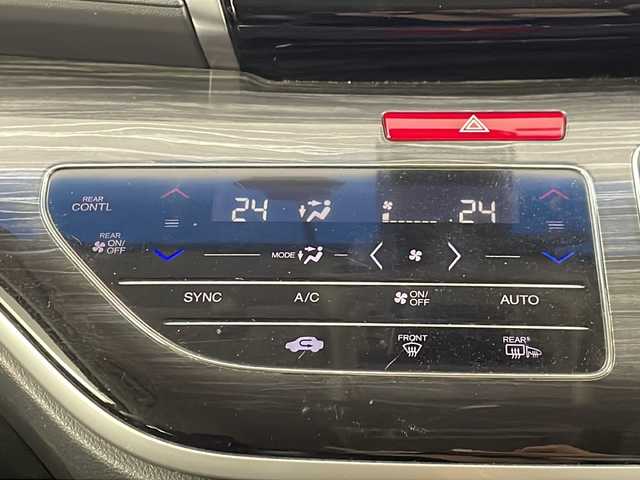 REAR
CONTL
24
24
REAR
ON/
OFF
MODE
SYNC
A/C
ON/
OFF
AUTO
FRONT
REAR